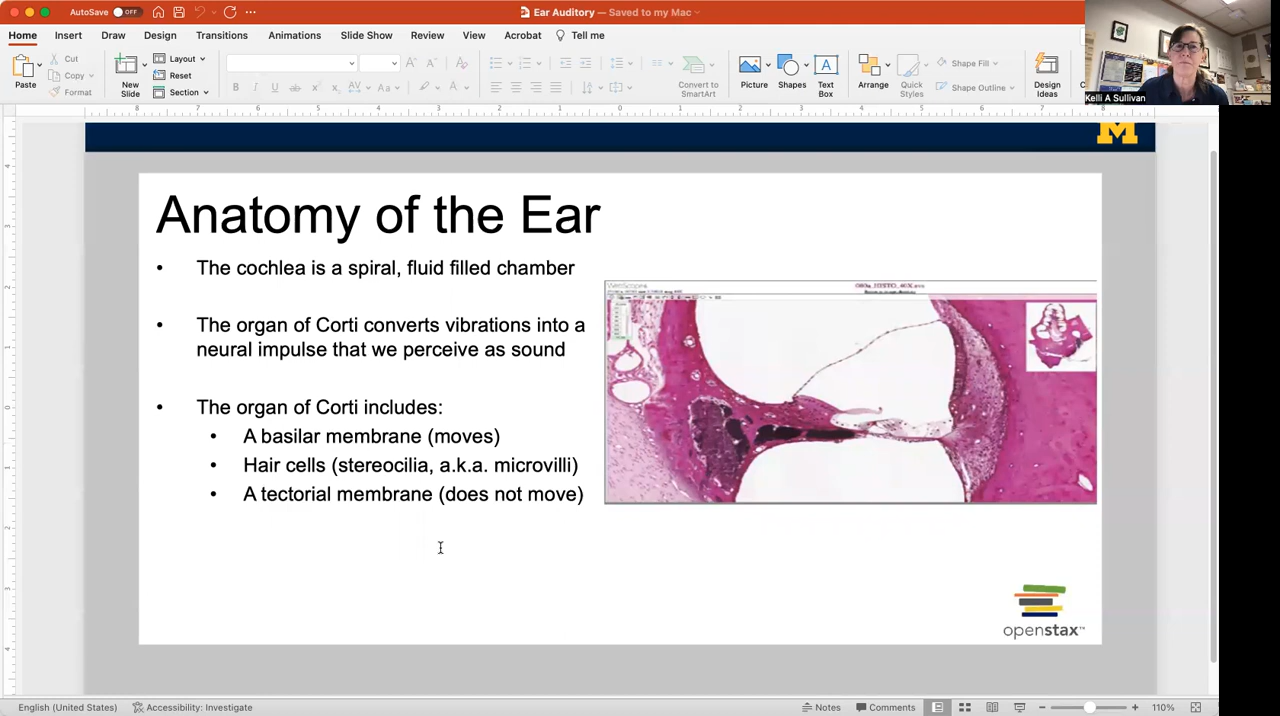 AutoSave OFF
Ear Auditory — Saved to my Mac
Home Insert Draw Design Transitions Animations Slide Show Review View Acrobat Tell me
Paste
Cut
Copy
Format
New Slide
Layout
Reset
Section
Convert to SmartArt
Picture
Shapes
Text Box
Arrange
Quick Styles
Shape Fill
Shape Outline
Design Ideas
Kelli A Sullivan
M
Anatomy of the Ear
• The cochlea is a spiral, fluid filled chamber
• The organ of Corti converts vibrations into a
neural impulse that we perceive as sound
• The organ of Corti includes:
• A basilar membrane (moves)
• Hair cells (stereocilia, a.k.a. microvilli)
• A tectorial membrane (does not move)
WebScope
openstax™
English (United States)
Accessibility: Investigate
Notes
Comments
110%